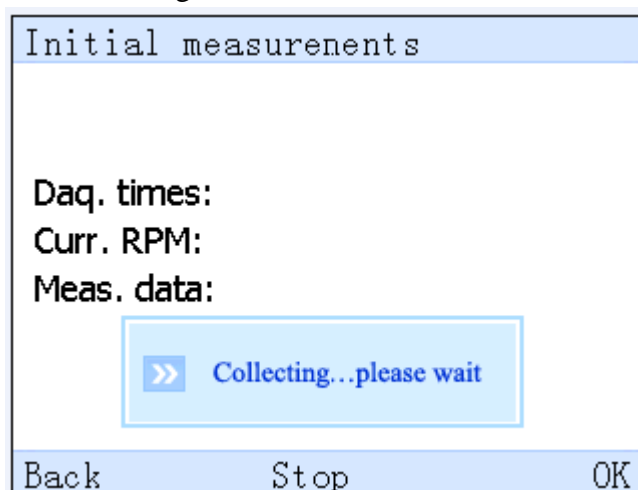 Initial measurenents
Daq. times:
Curr. RPM:
Meas. data:
Collecting...please wait
Back Stop OK